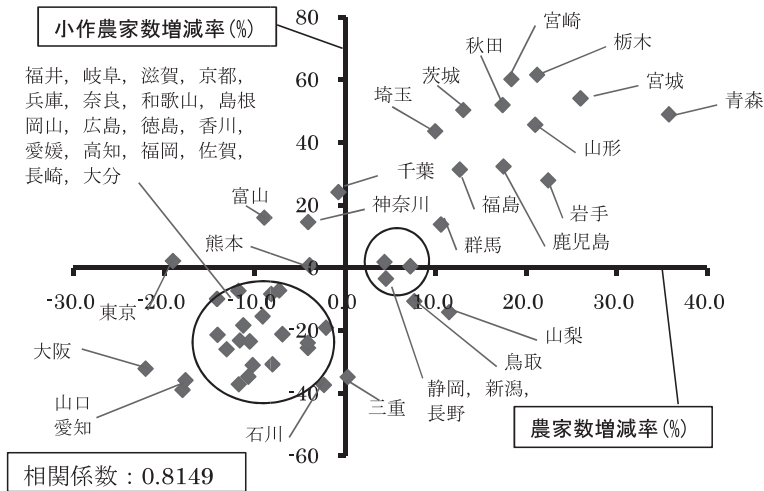 小作農家数増減率(%)
福井, 岐阜, 滋賀, 京都,
兵庫, 奈良, 和歌山, 島根
岡山, 広島, 徳島, 香川,
愛媛, 高知, 福岡, 佐賀,
長崎, 大分
80
60
40
20
0
-20
-40
-60
-30.0
-20.0
-10.0
0.0
10.0
20.0
30.0
40.0
宮崎
秋田
栃木
茨城
宮城
埼玉
青森
山形
千葉
富山
神奈川
福島
岩手
熊本
群馬
鹿児島
東京
山梨
大阪
鳥取
静岡, 新潟,
長野
山口
愛知
三重
石川
農家数増減率(%)
相関係数:0.8149